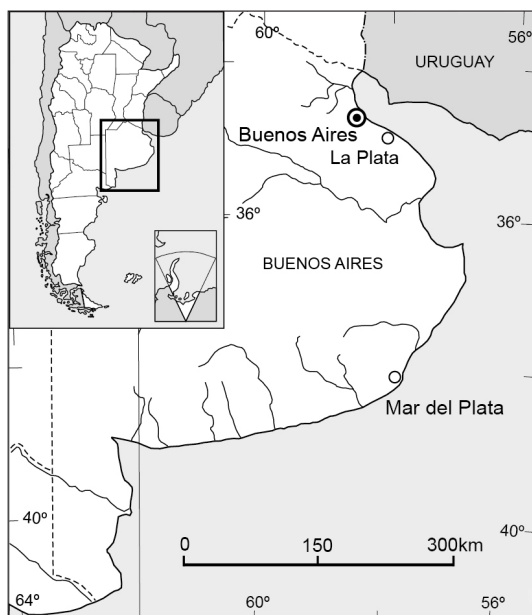 60º
56º
URUGUAY
Buenos Aires
La Plata
36º
36º
BUENOS AIRES
Mar del Plata
40º
40º
0 150 300km
64º
60º
56º